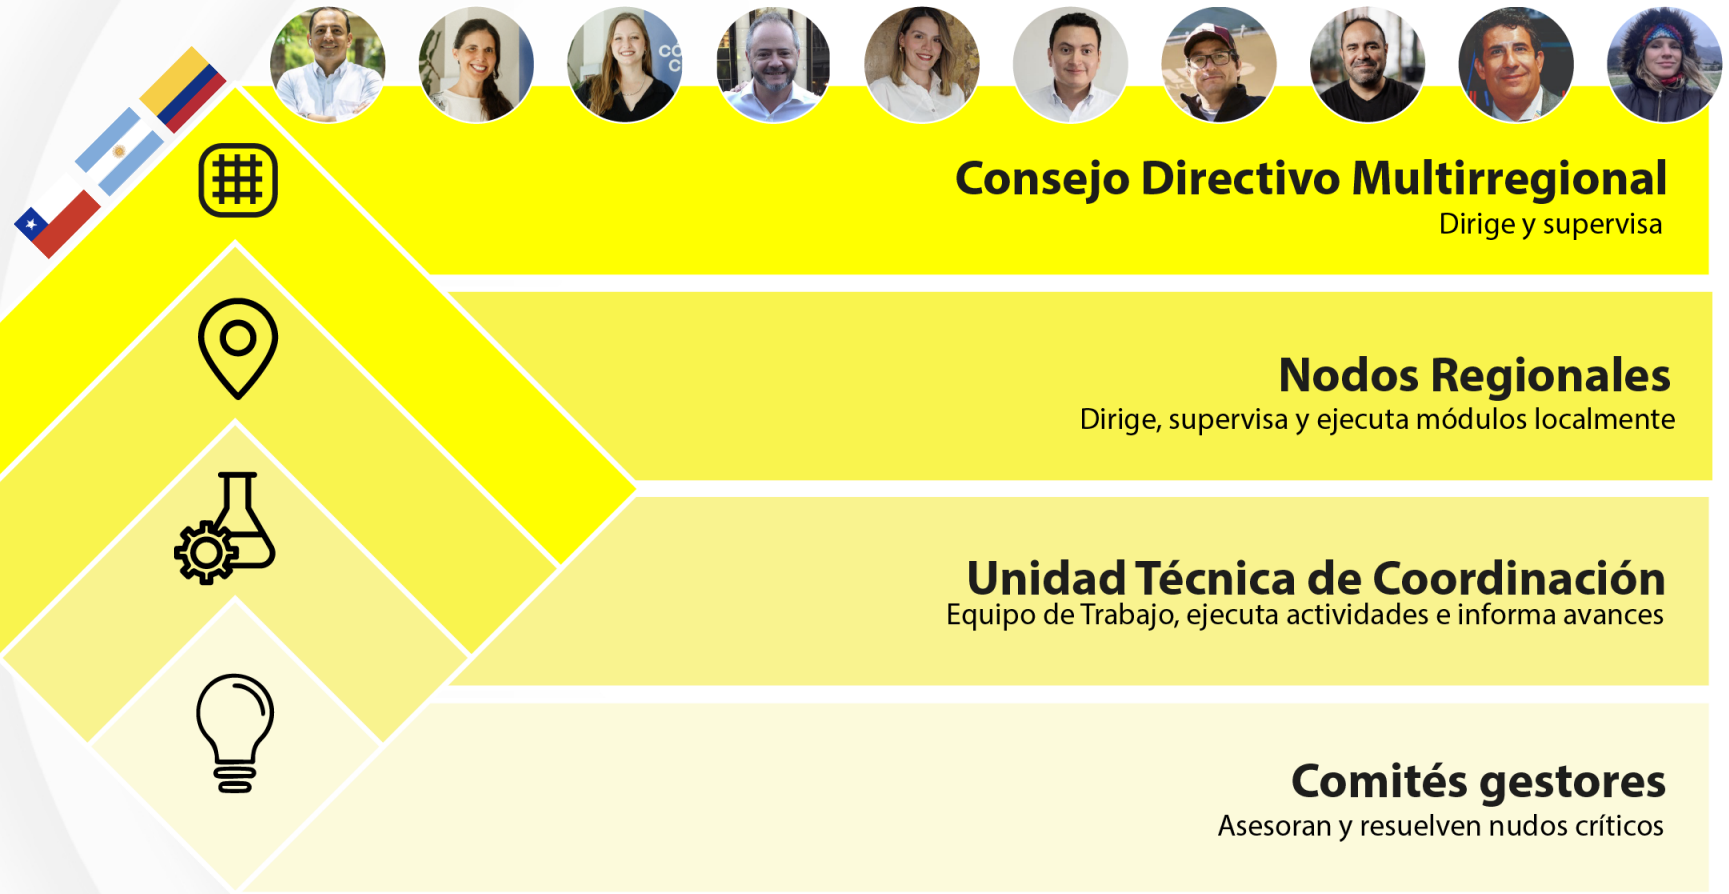 CÓ
C
Consejo Directivo Multirregional
Dirige y supervisa
Nodos Regionales
Dirige, supervisa y ejecuta módulos localmente
Unidad Técnica de Coordinación
Equipo de Trabajo, ejecuta actividades e informa avances
Comités gestores
Asesoran y resuelven nudos críticos